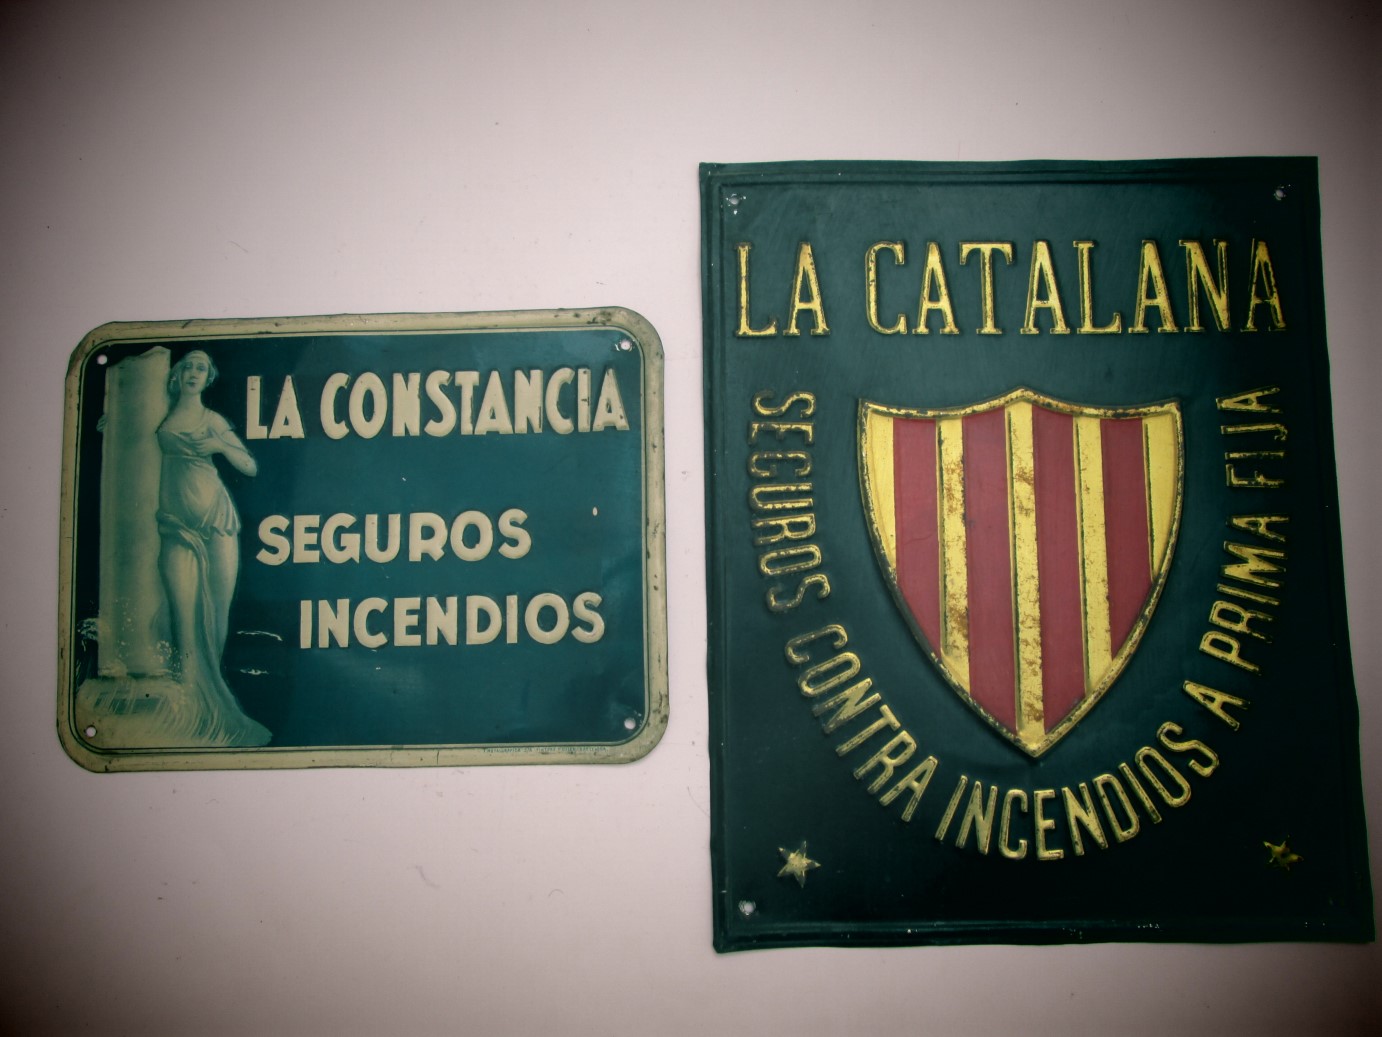 LA CONSTANCIA
SEGUROS
INCENDIOS
LA CATALANA
SEGUROS CONTRA INCENDIOS A PRIMA FIJA